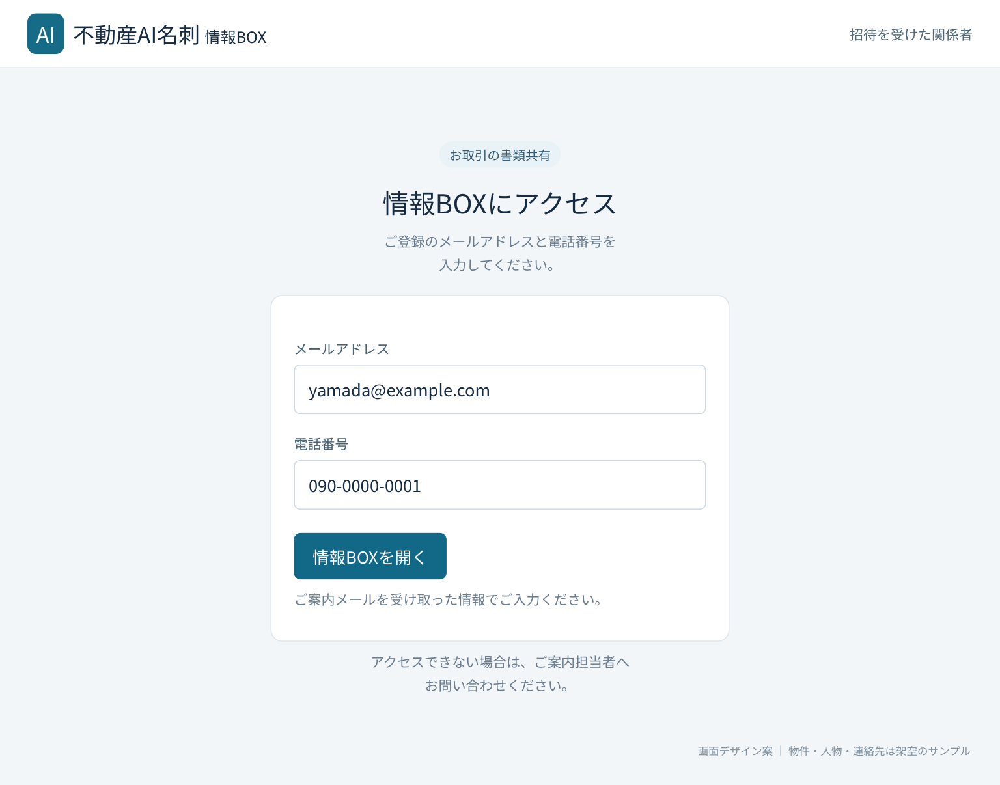 AI 不動産AI名刺 情報BOX
招待を受けた関係者
お取引の書類共有
情報BOXにアクセス
ご登録のメールアドレスと電話番号を
入力してください。
メールアドレス
yamada@example.com
電話番号
090-0000-0001
情報BOXを開く
ご案内メールを受け取った情報でご入力ください。
アクセスできない場合は、ご案内担当者へ
お問い合わせください。
画面デザイン案 ｜ 物件・人物・連絡先は架空のサンプル